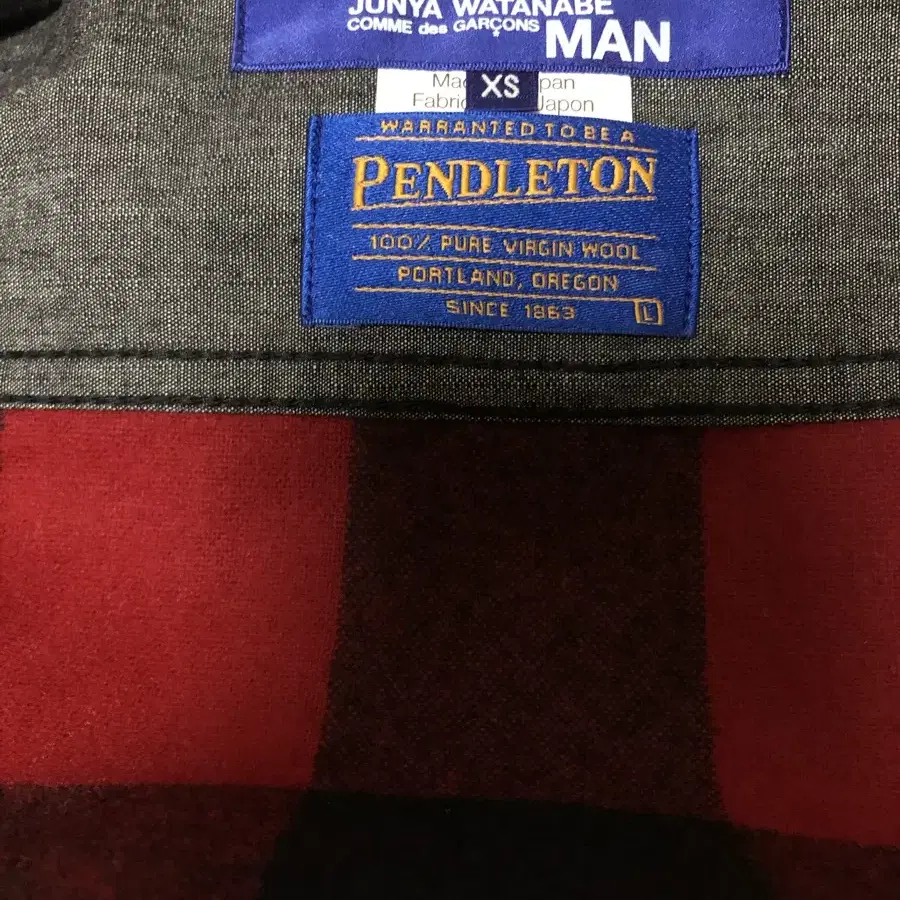 JUNYA WATANABE
COMME des GARÇONS MAN
XS
WARRANTED TO BE A
PENDLETON
100% PURE VIRGIN WOOL
PORTLAND, OREGON
SINCE 1863
L